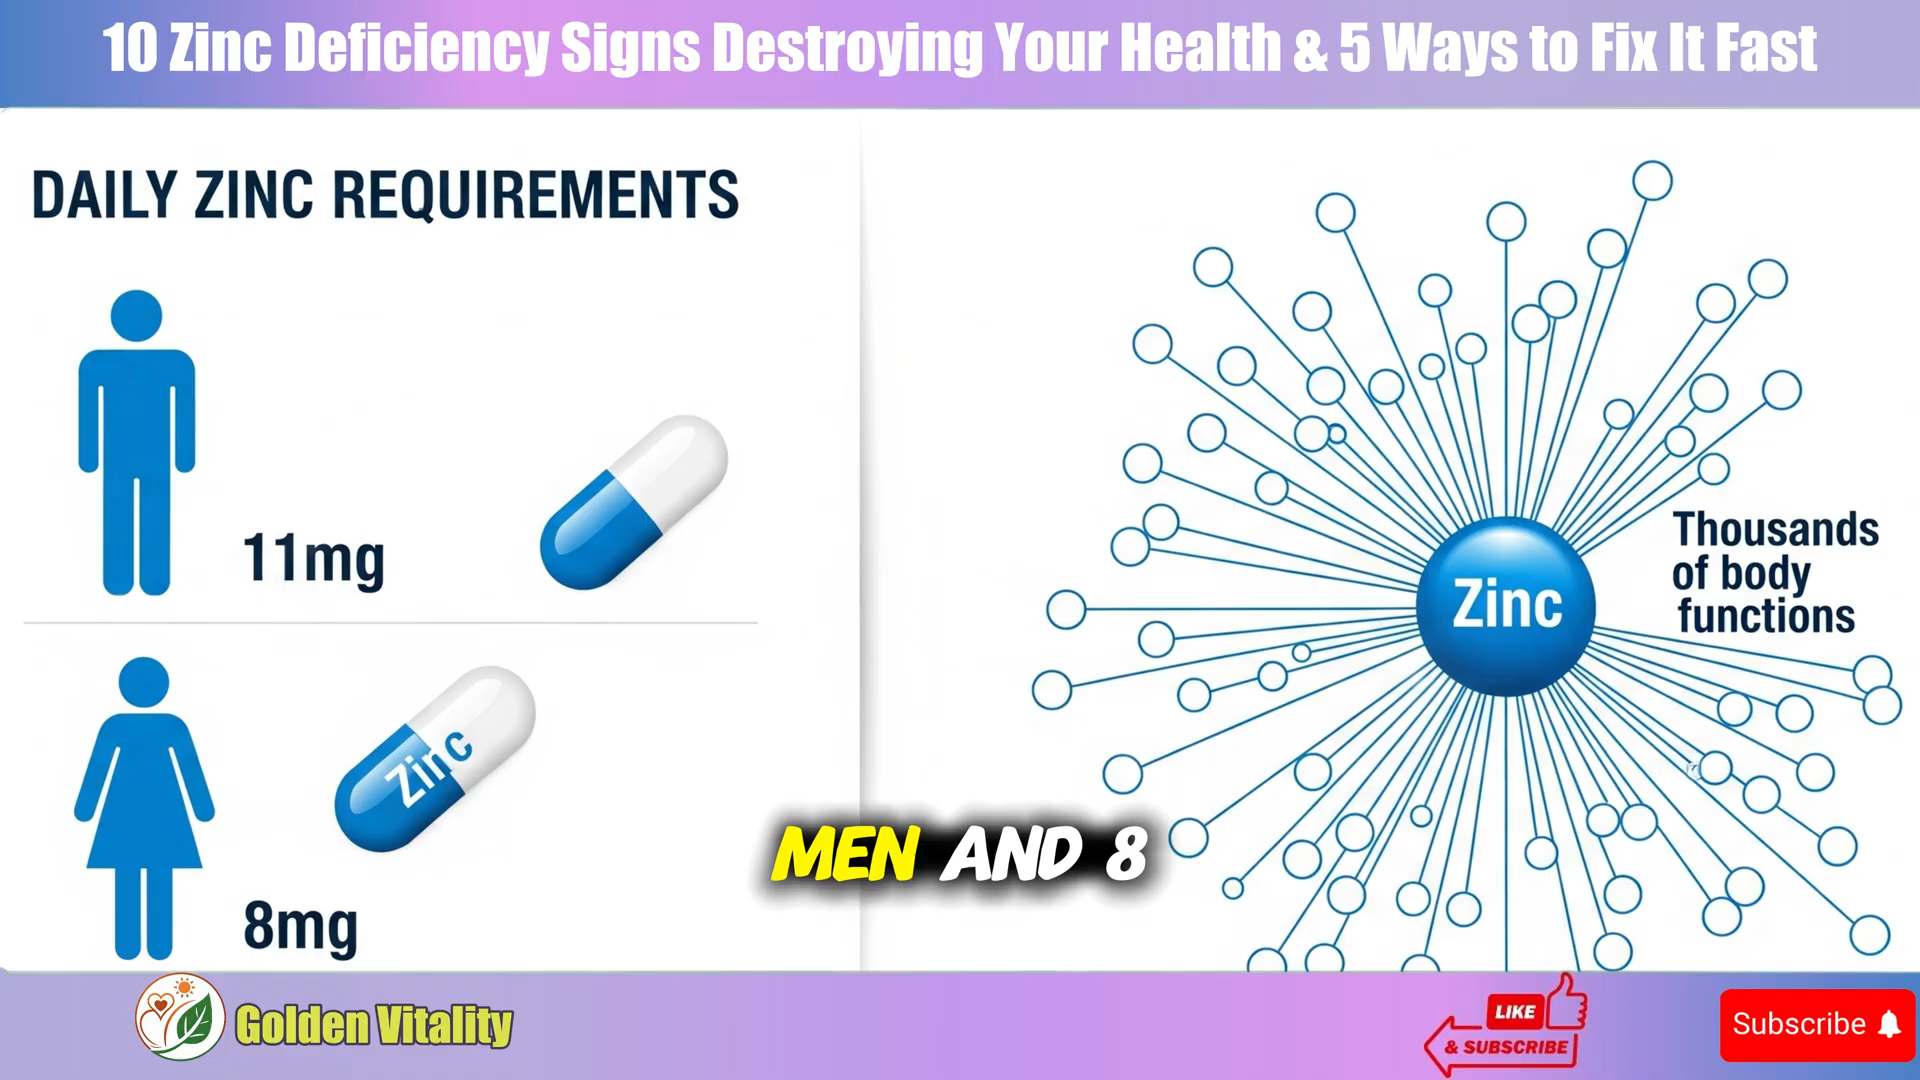 10 Zinc Deficiency Signs Destroying Your Health & 5 Ways to Fix It Fast
DAILY ZINC REQUIREMENTS
11mg
Zinc
8mg
Zinc
Thousands
of body
functions
MEN AND 8
Golden Vitality
LIKE
& SUBSCRIBE
Subscribe